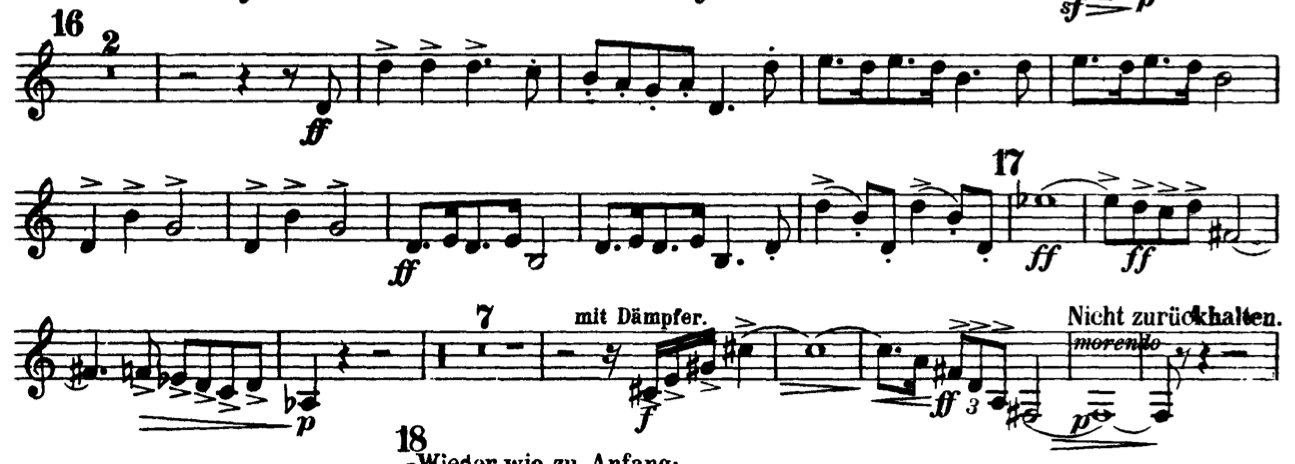 sf p
16
2
ff
17
ff ff ff
7 mit Dämpfer. Nicht zurückhalten.
morendo
p f ff 3 p
18
Wieder wie zu Anfang: